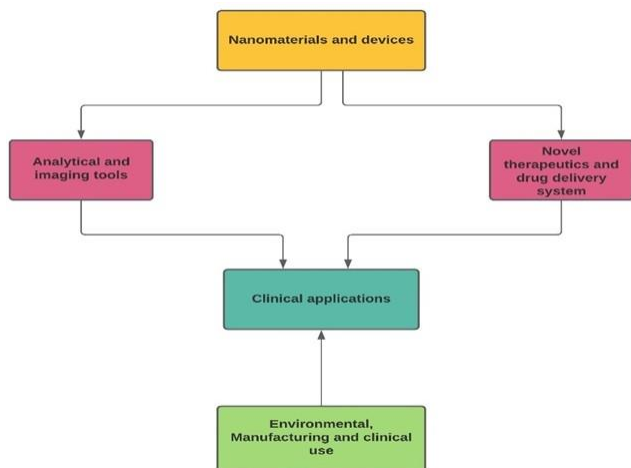 Nanomaterials and devices
Analytical and
imaging tools
Novel
therapeutics and
drug delivery
system
Clinical applications
Environmental,
Manufacturing and clinical
use